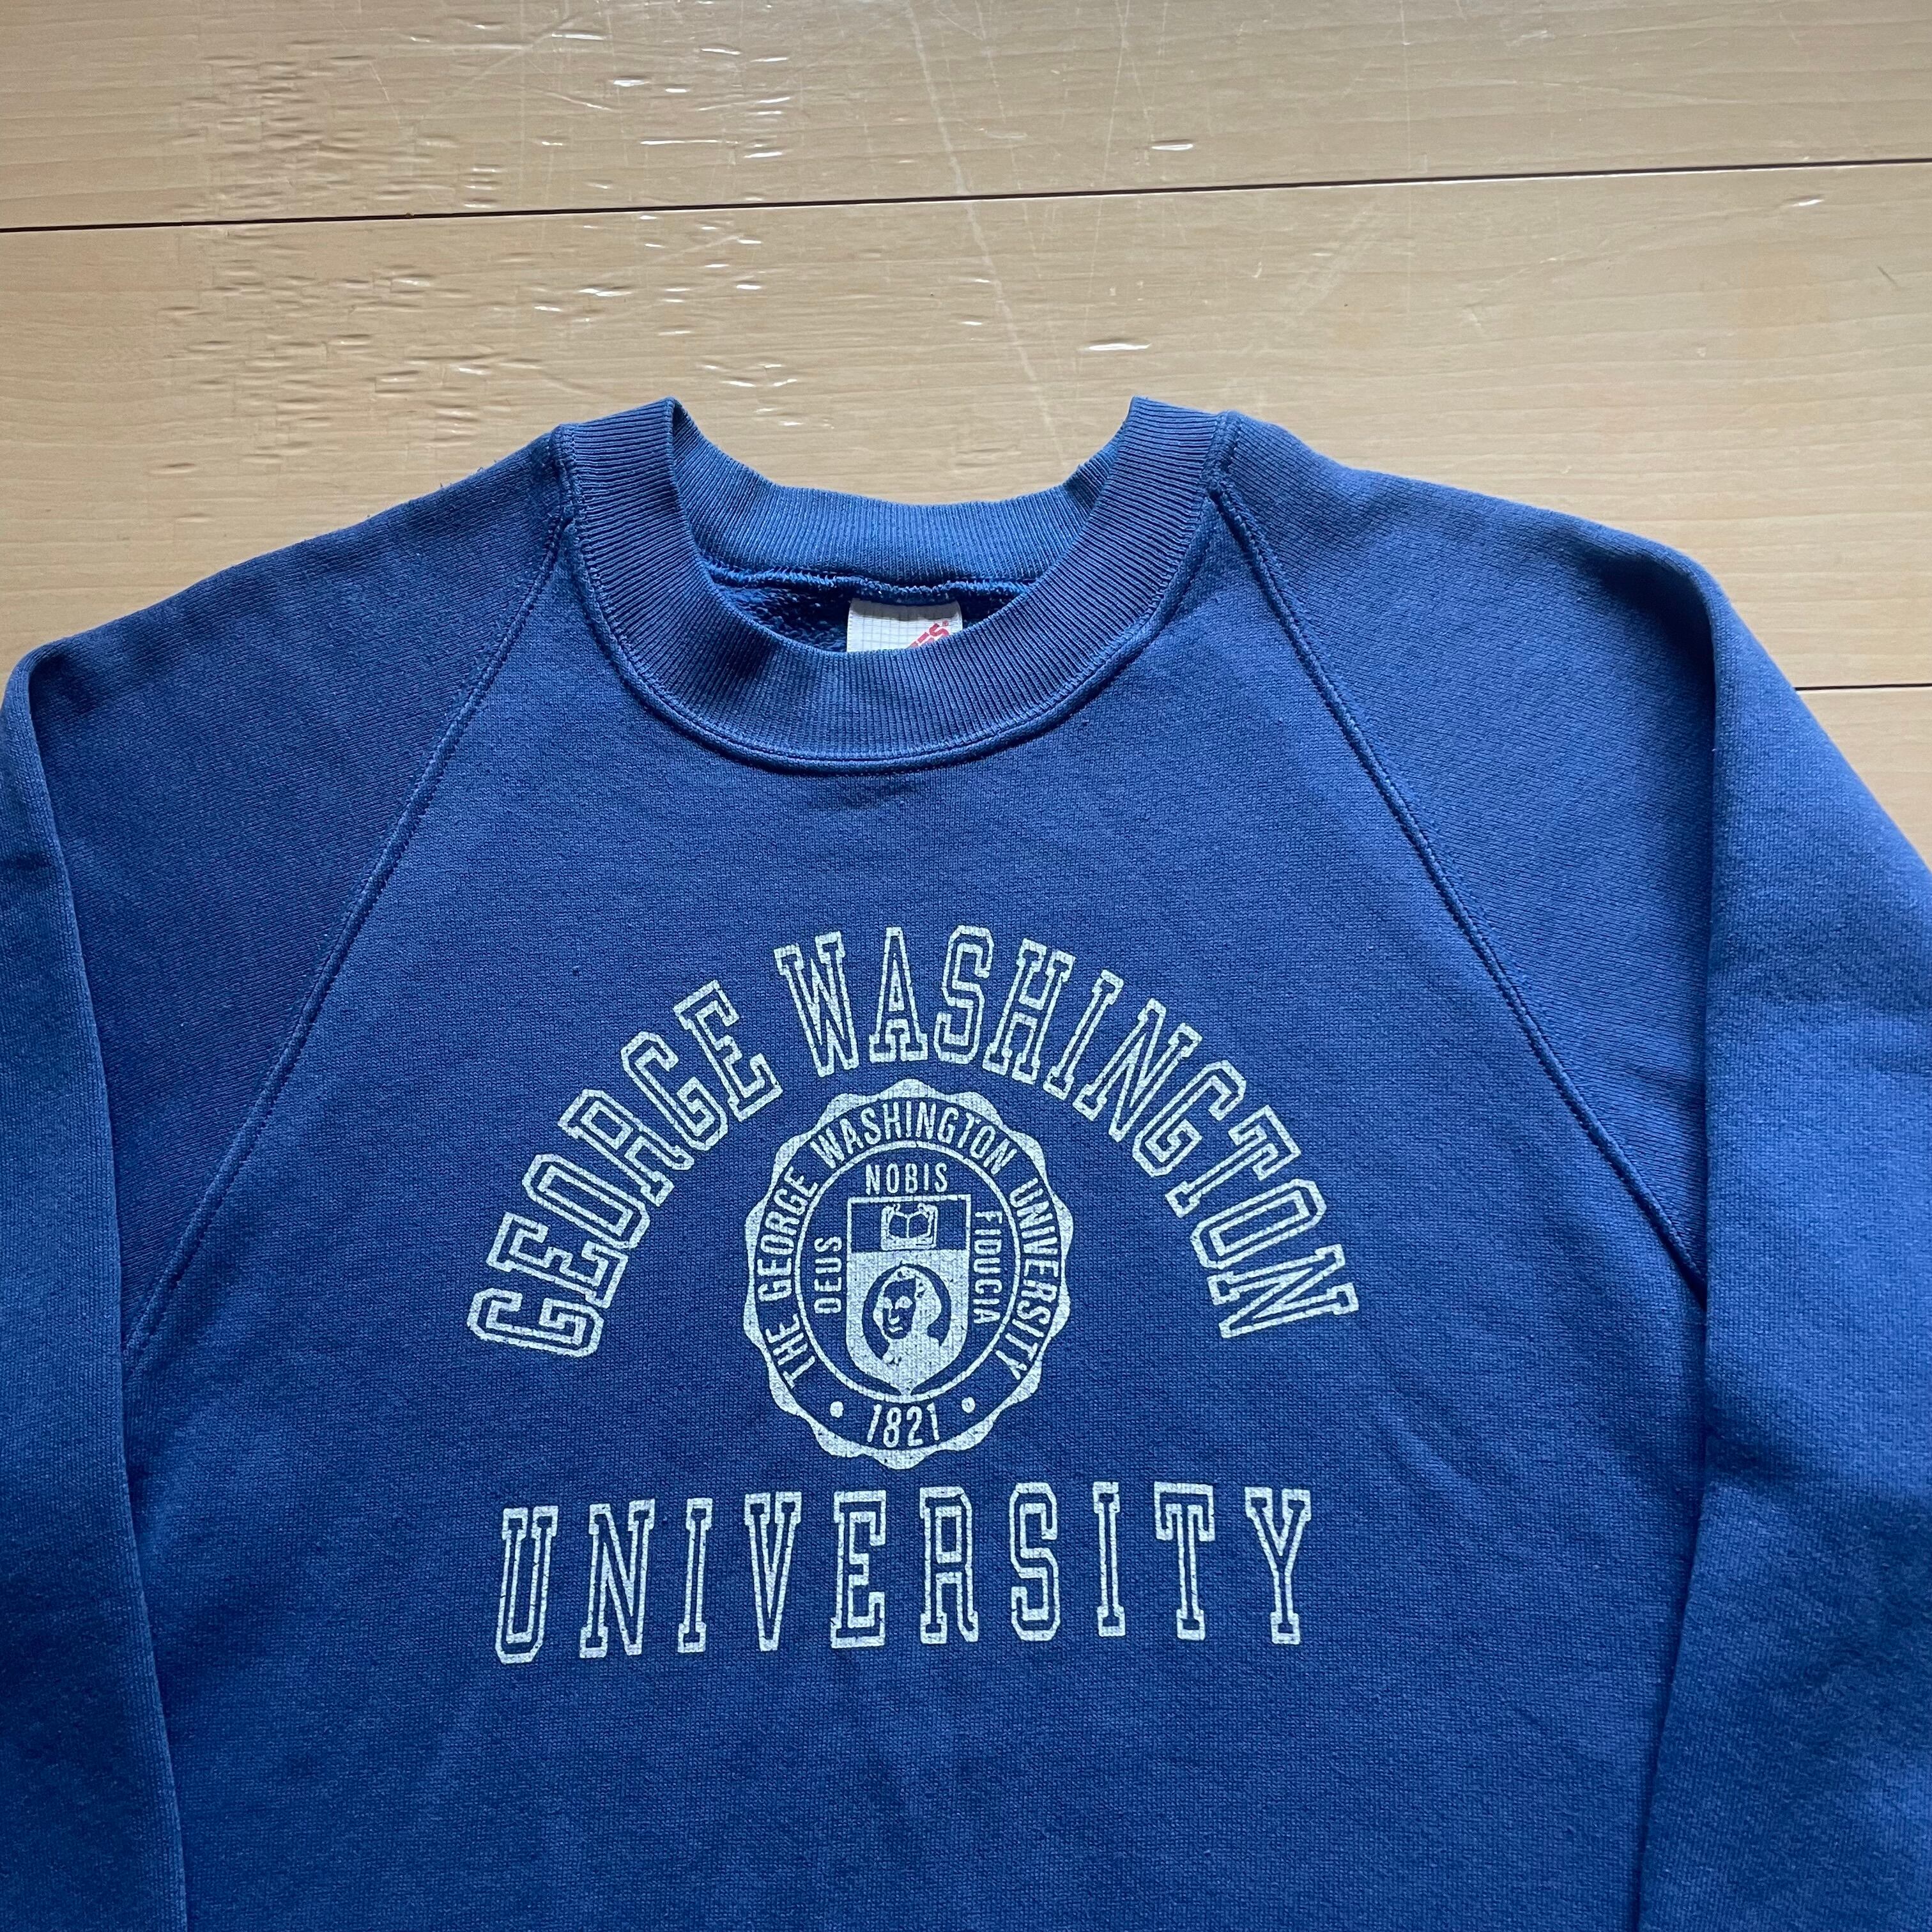 GEORGE WASHINGTON
THE GEORGE WASHINGTON UNIVERSITY
NOBIS
DEUS
FIDUCIA
• 1821 •
UNIVERSITY